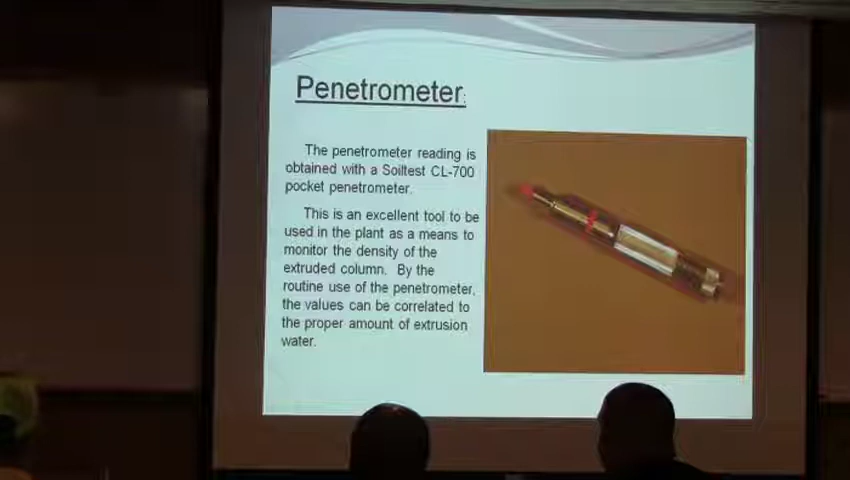 Penetrometer:
The penetrometer reading is
obtained with a Soiltest CL-700
pocket penetrometer.
This is an excellent tool to be
used in the plant as a means to
monitor the density of the
extruded column. By the
routine use of the penetrometer,
the values can be correlated to
the proper amount of extrusion
water.